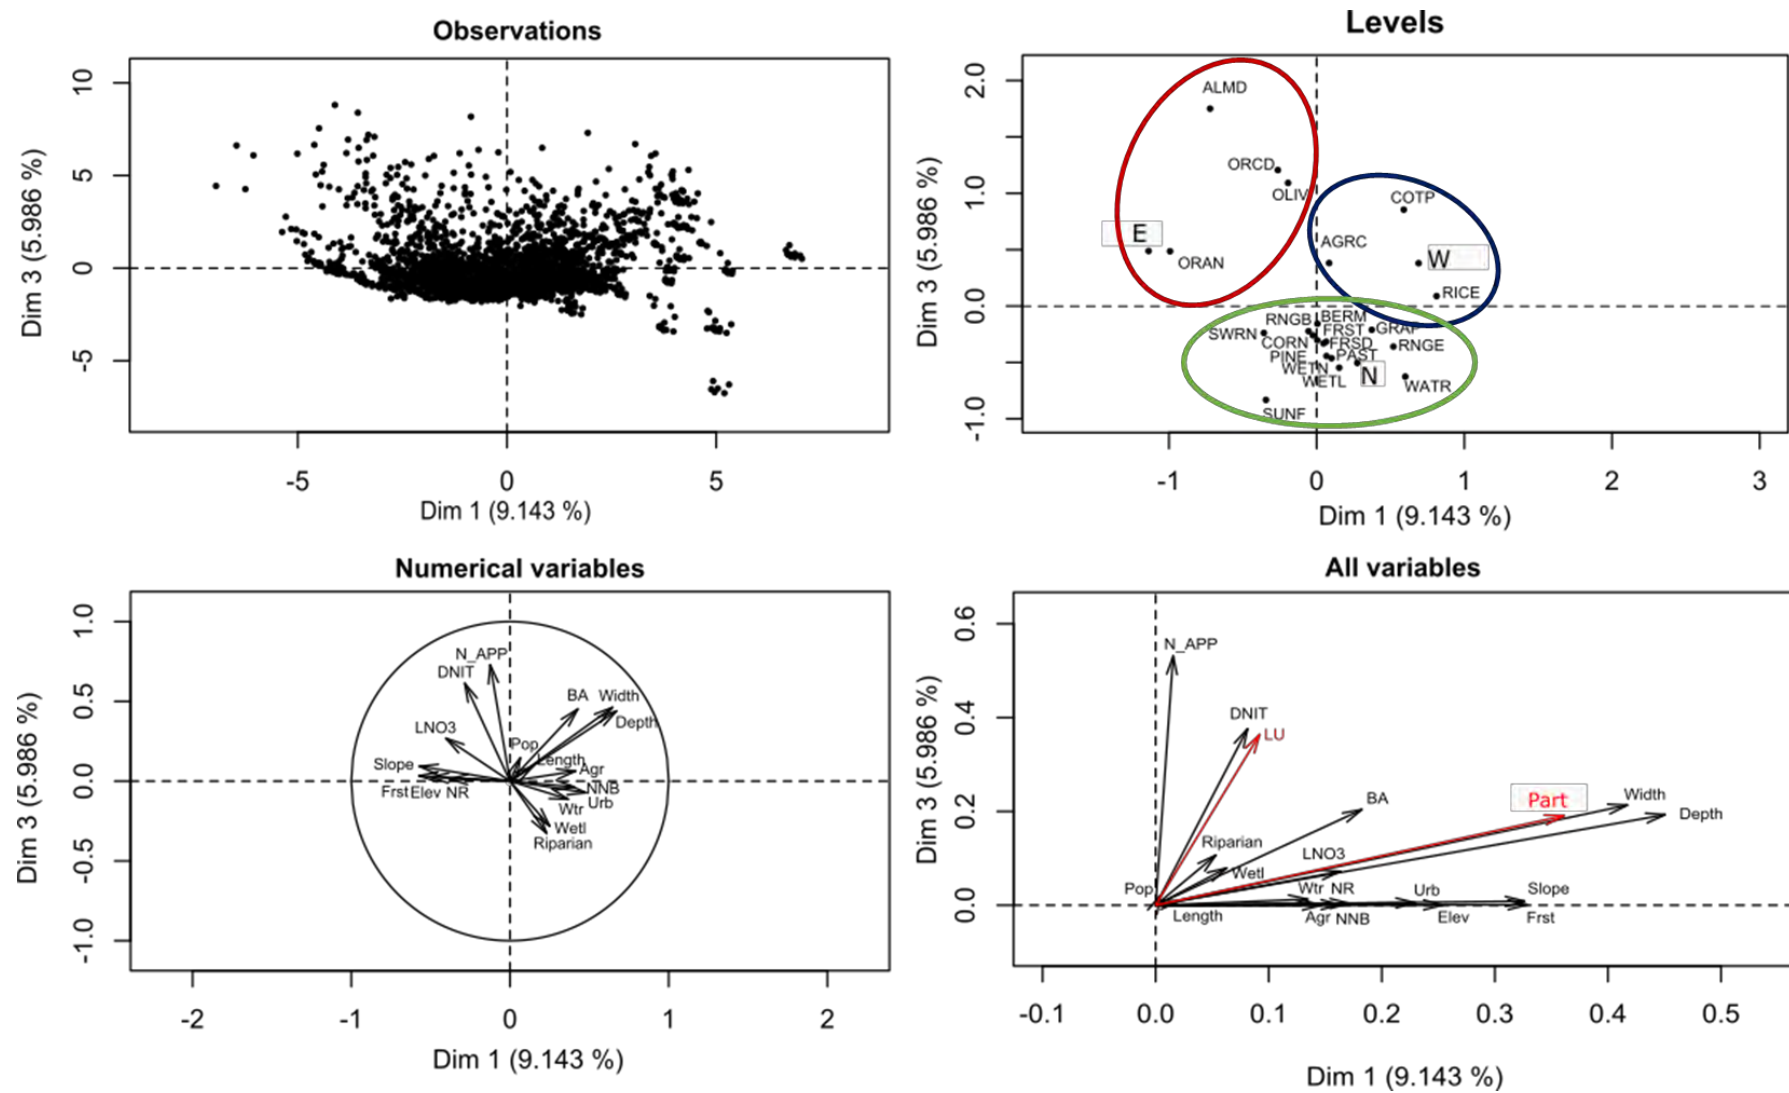 Observations
10
5
0
-5
-5
0
5
Dim 3 (5.986 %)
Dim 1 (9.143 %)
Levels
2.0
1.0
0.0
-1.0
-1
0
1
2
3
Dim 3 (5.986 %)
Dim 1 (9.143 %)
ALMD
ORCD
OLIV
E
ORAN
COTP
AGRC
W
RICE
RNGB
BERM
SWRN
FRST
GRAP
CORN
FRSD
RNGE
PINE
PAST
WETN
N
WETL
WATR
SUNF
Numerical variables
1.0
0.5
0.0
-0.5
-1.0
-2
-1
0
1
2
Dim 3 (5.986 %)
Dim 1 (9.143 %)
N_APP
DNIT
BA
Width
Depth
LNO3
Pop
Length
Slope
Agr
Frst
Elev
NR
NNB
Urb
Wtr
Wetl
Riparian
All variables
0.6
0.4
0.2
0.0
-0.1
0.0
0.1
0.2
0.3
0.4
0.5
Dim 3 (5.986 %)
Dim 1 (9.143 %)
N_APP
DNIT
LU
BA
Part
Width
Depth
Riparian
LNO3
Wetl
Pop
Wtr
NR
Urb
Slope
Length
Agr
NNB
Elev
Frst